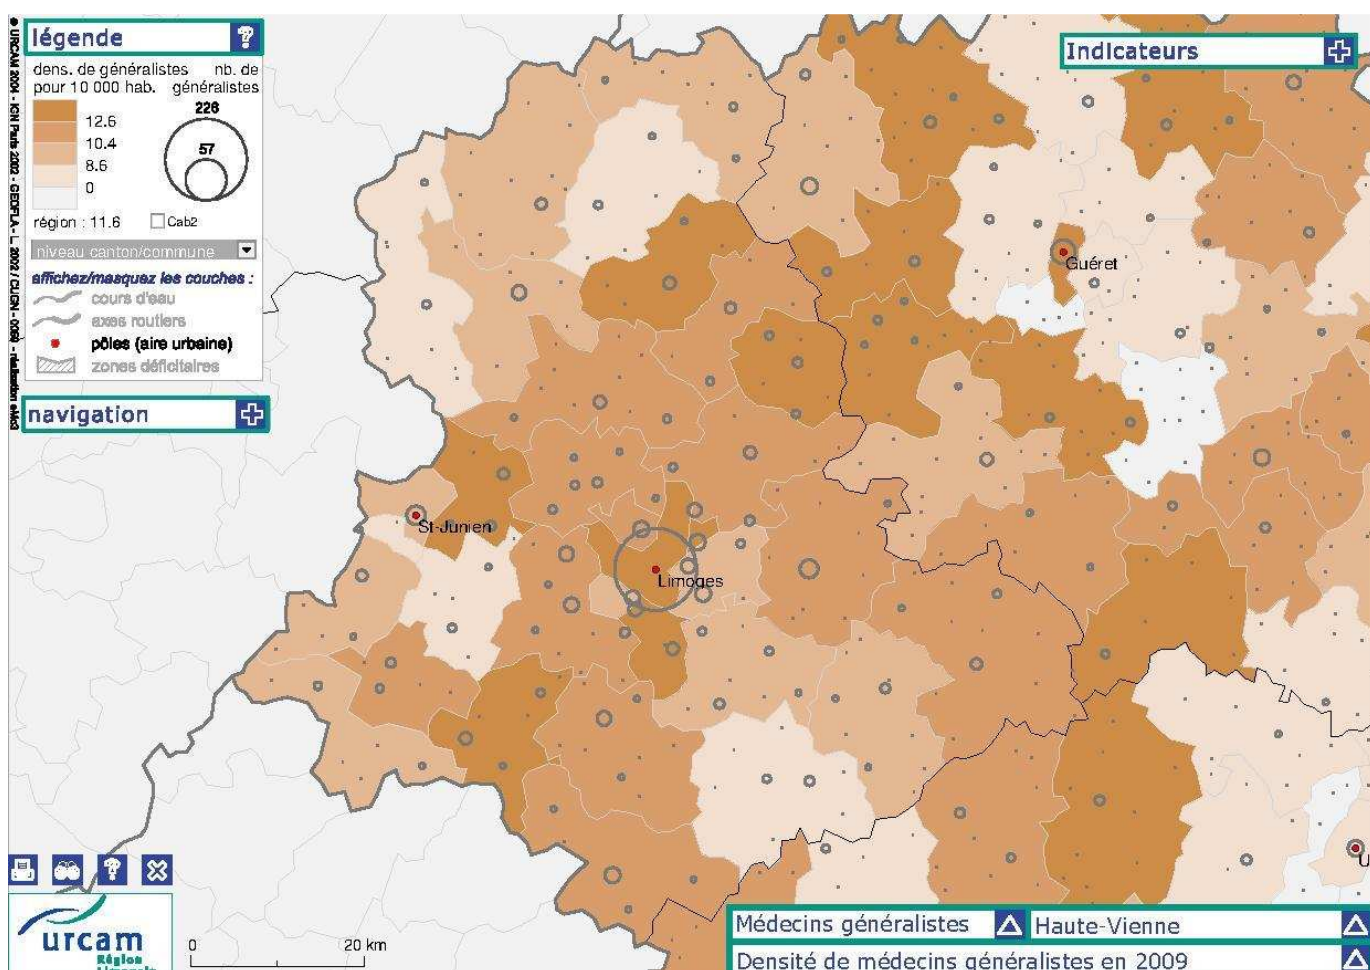 légende
dens. de généralistes pour 10 000 hab.
nb. de généralistes
226
57
12.6
10.4
8.6
0
région : 11.6
Cab2
niveau canton/commune
affichez/masquez les couches :
cours d'eau
axes routiers
pôles (aire urbaine)
zones déficitaires
navigation
Indicateurs
Guéret
St-Junien
Limoges
U
urcam
Région
Limousin
0
20 km
Médecins généralistes
Haute-Vienne
Densité de médecins généralistes en 2009